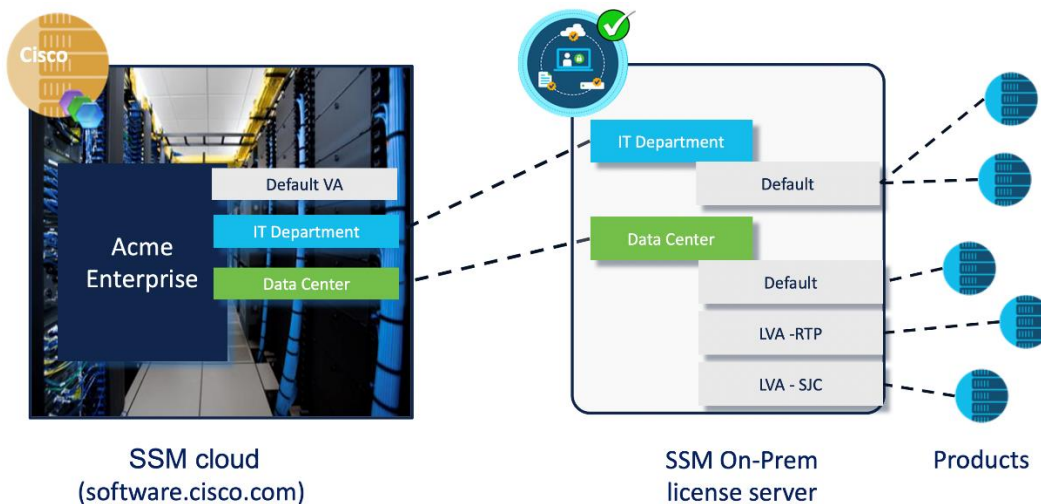 Cisco
Acme
Enterprise
Default VA
IT Department
Data Center
SSM cloud
(software.cisco.com)
IT Department
Default
Data Center
Default
LVA -RTP
LVA - SJC
SSM On-Prem
license server
Products